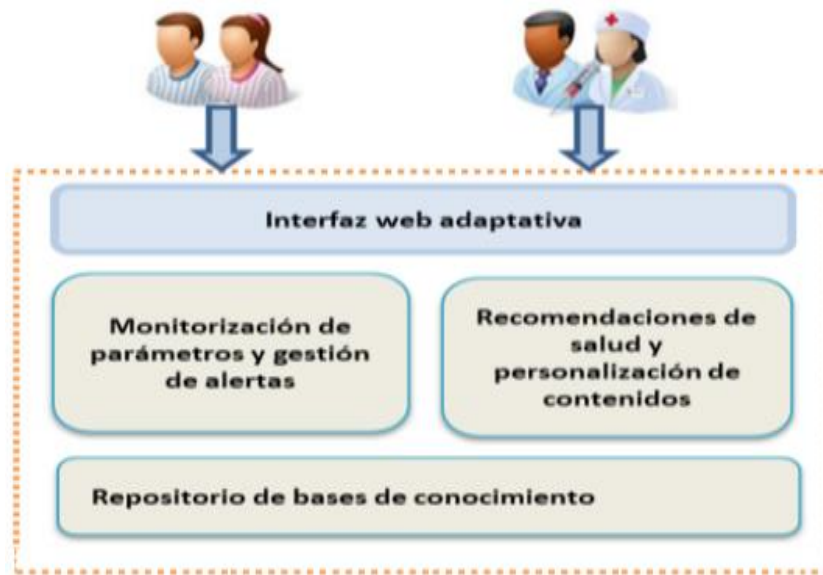 Interfaz web adaptativa
Monitorización de
parámetros y gestión
de alertas
Recomendaciones de
salud y
personalización de
contenidos
Repositorio de bases de conocimiento